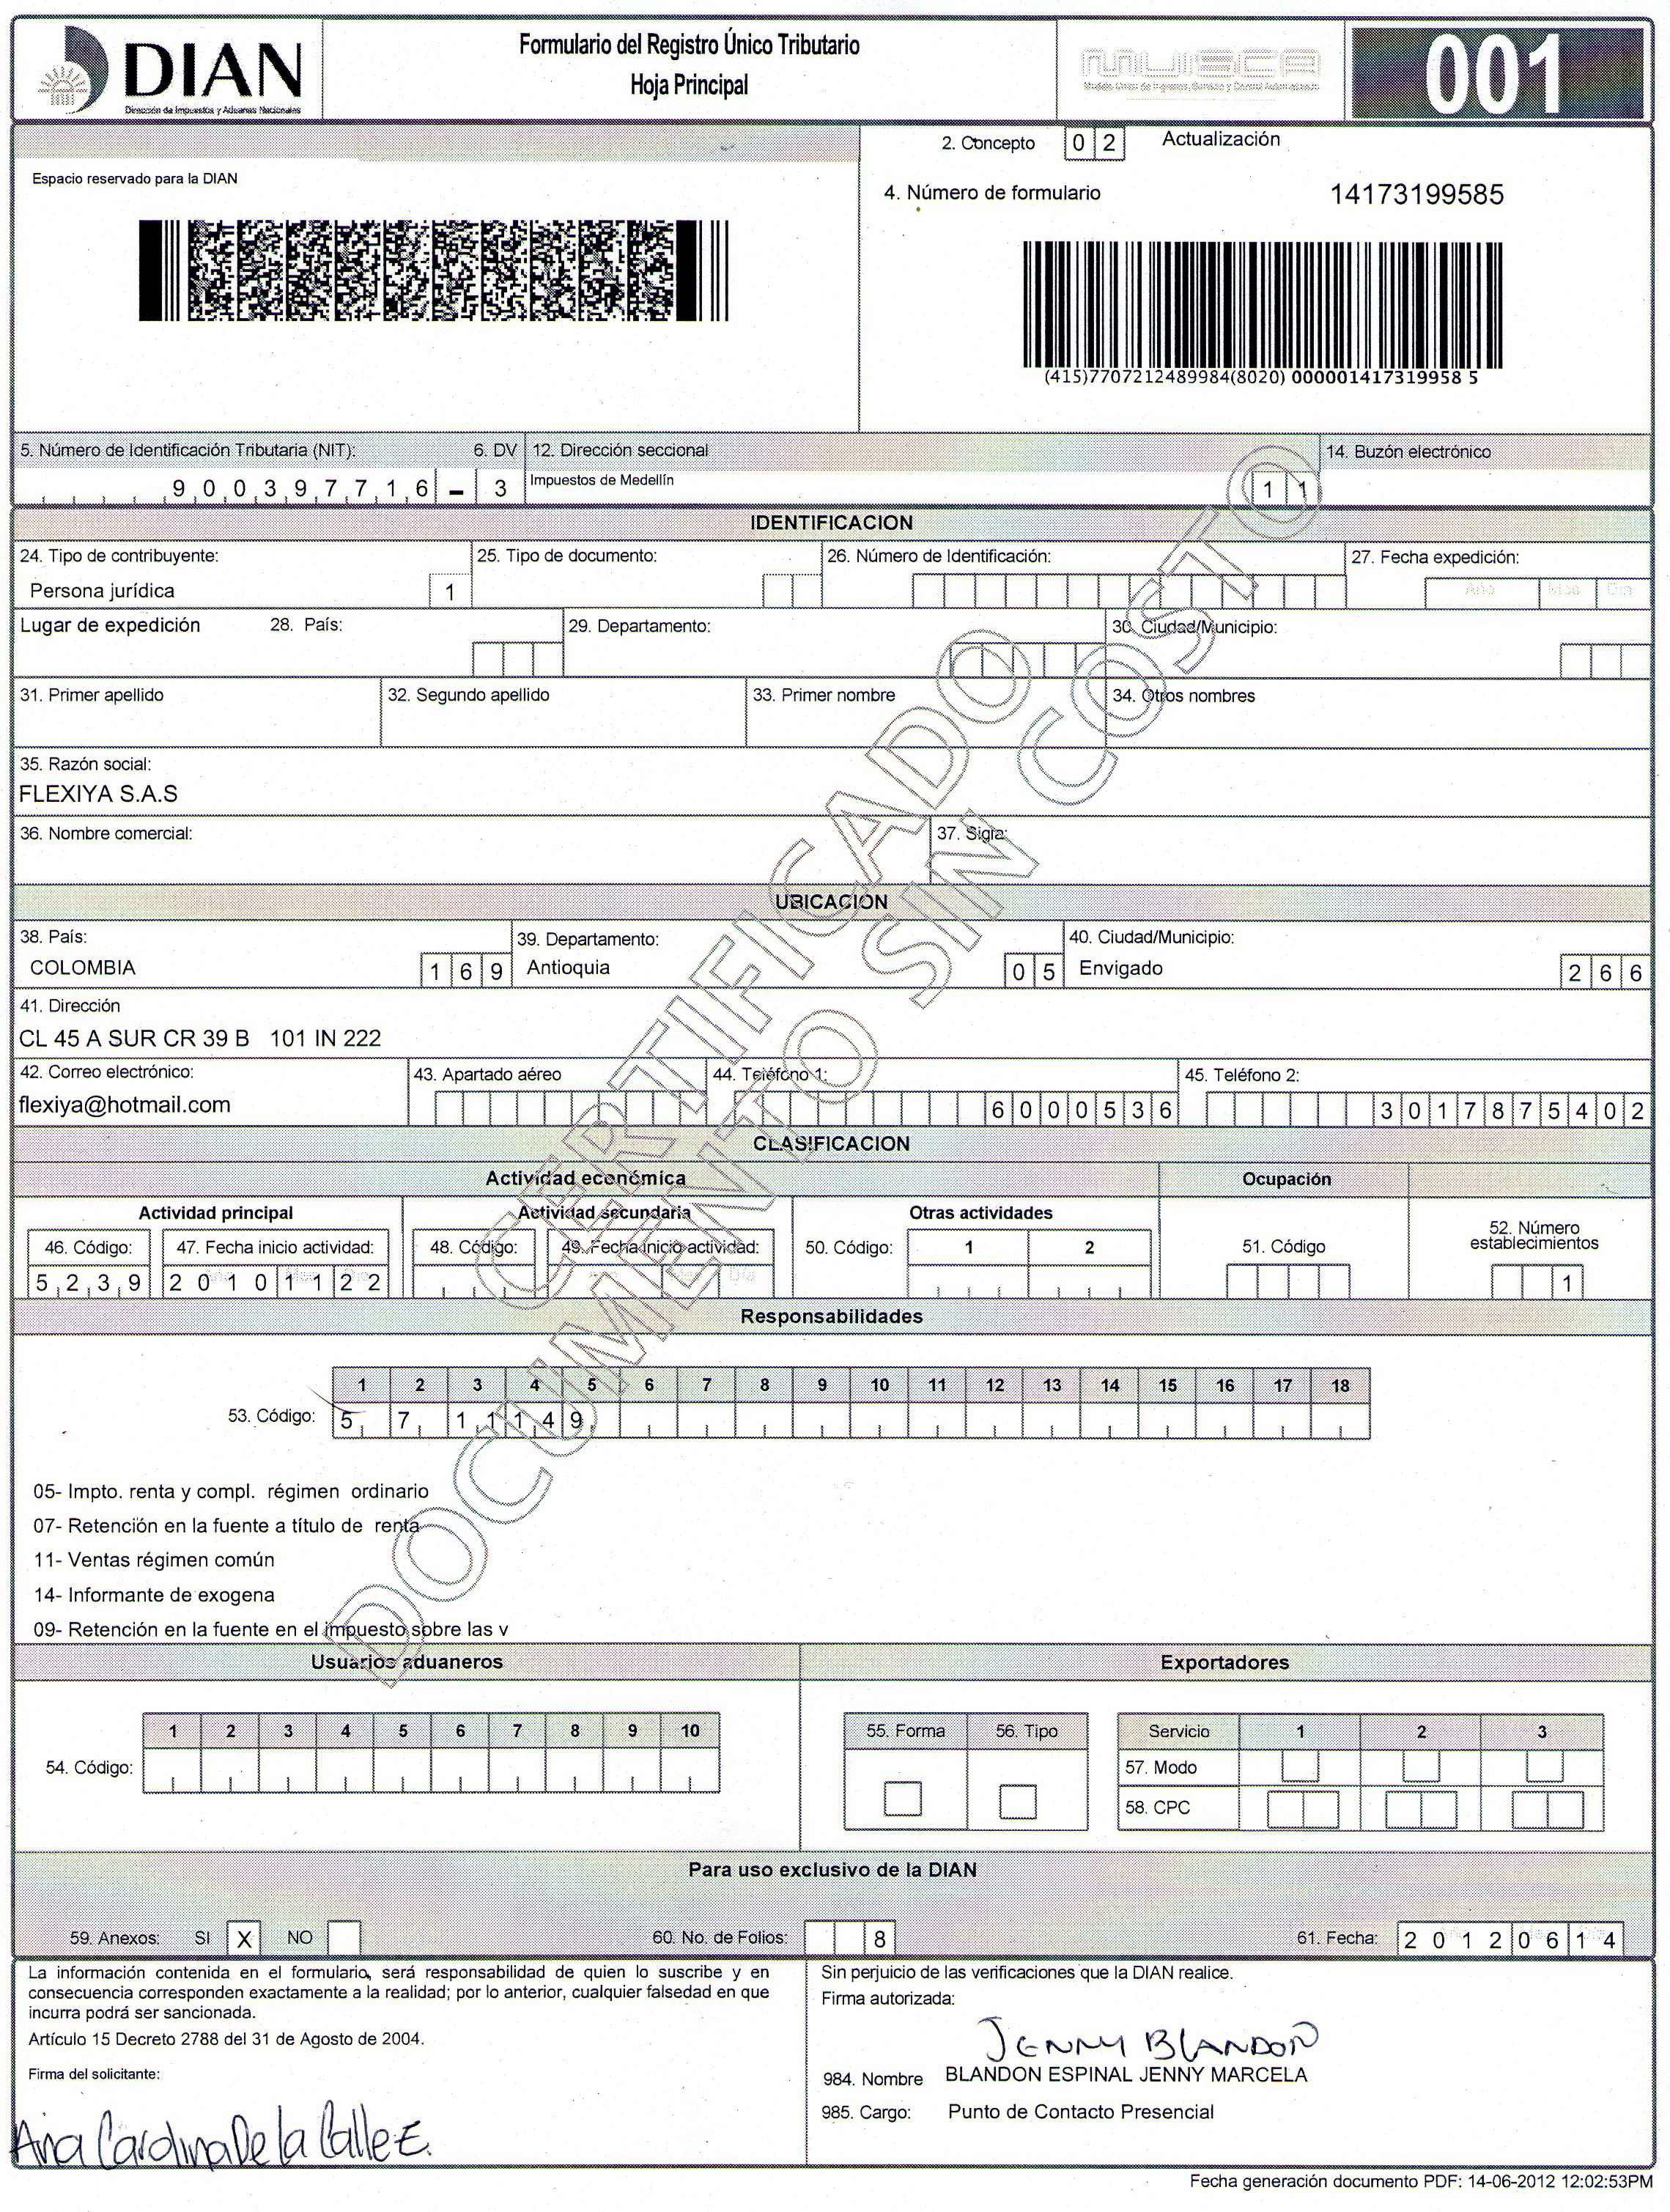 DIAN
Dirección de Impuestos y Aduanas Nacionales
Formulario del Registro Único Tributario
Hoja Principal
MUISCA
Modelo Único de Ingresos, Servicio y Control Automatizado
001
2. Concepto 0 2 Actualización
Espacio reservado para la DIAN
4. Número de formulario 14173199585
(415)7707212489984(8020) 000001417319958 5
5. Número de Identificación Tributaria (NIT): 6. DV 12. Dirección seccional 14. Buzón electrónico
9 0 0 3 9 7 7 1 6 - 3 Impuestos de Medellín 1 1
IDENTIFICACION
24. Tipo de contribuyente: 25. Tipo de documento: 26. Número de Identificación: 27. Fecha expedición:
Persona jurídica 1 Año Mes Día
Lugar de expedición 28. País: 29. Departamento: 30. Ciudad/Municipio:
31. Primer apellido 32. Segundo apellido 33. Primer nombre 34. Otros nombres
35. Razón social:
FLEXIYA S.A.S
36. Nombre comercial: 37. Sigla:
UBICACION
38. País: 39. Departamento: 40. Ciudad/Municipio:
COLOMBIA 1 6 9 Antioquia 0 5 Envigado 2 6 6
41. Dirección
CL 45 A SUR CR 39 B 101 IN 222
42. Correo electrónico: 43. Apartado aéreo 44. Teléfono 1: 45. Teléfono 2:
flexiya@hotmail.com 6 0 0 0 5 3 6 3 0 1 7 8 7 5 4 0 2
CLASIFICACION
Actividad económica Ocupación
Actividad principal Actividad secundaria Otras actividades 52. Número establecimientos
46. Código: 47. Fecha inicio actividad: 48. Código: 49. Fecha inicio actividad: 50. Código: 1 2 51. Código
5 2 3 9 2 0 1 0 1 1 2 2 1
Responsabilidades
1 2 3 4 5 6 7 8 9 10 11 12 13 14 15 16 17 18
53. Código: 5 7 1 1 1 4 9
05- Impto. renta y compl. régimen ordinario
07- Retención en la fuente a título de renta
11- Ventas régimen común
14- Informante de exogena
09- Retención en la fuente en el impuesto sobre las v
CERTIFICADO
DOCUMENTO SIN COSTO
Usuarios aduaneros Exportadores
1 2 3 4 5 6 7 8 9 10 55. Forma 56. Tipo Servicio 1 2 3
54. Código: 57. Modo
58. CPC
Para uso exclusivo de la DIAN
59. Anexos: SI X NO 60. No. de Folios: 8 61. Fecha: 2 0 1 2 0 6 1 4
La información contenida en el formulario, será responsabilidad de quien lo suscribe y en
consecuencia corresponden exactamente a la realidad; por lo anterior, cualquier falsedad en que
incurra podrá ser sancionada.
Artículo 15 Decreto 2788 del 31 de Agosto de 2004.
Firma del solicitante:
Ana Carolina De la Calle E.
Sin perjuicio de las verificaciones que la DIAN realice.
Firma autorizada:
JENNY BLANDON
984. Nombre BLANDON ESPINAL JENNY MARCELA
985. Cargo: Punto de Contacto Presencial
Fecha generación documento PDF: 14-06-2012 12:02:53PM